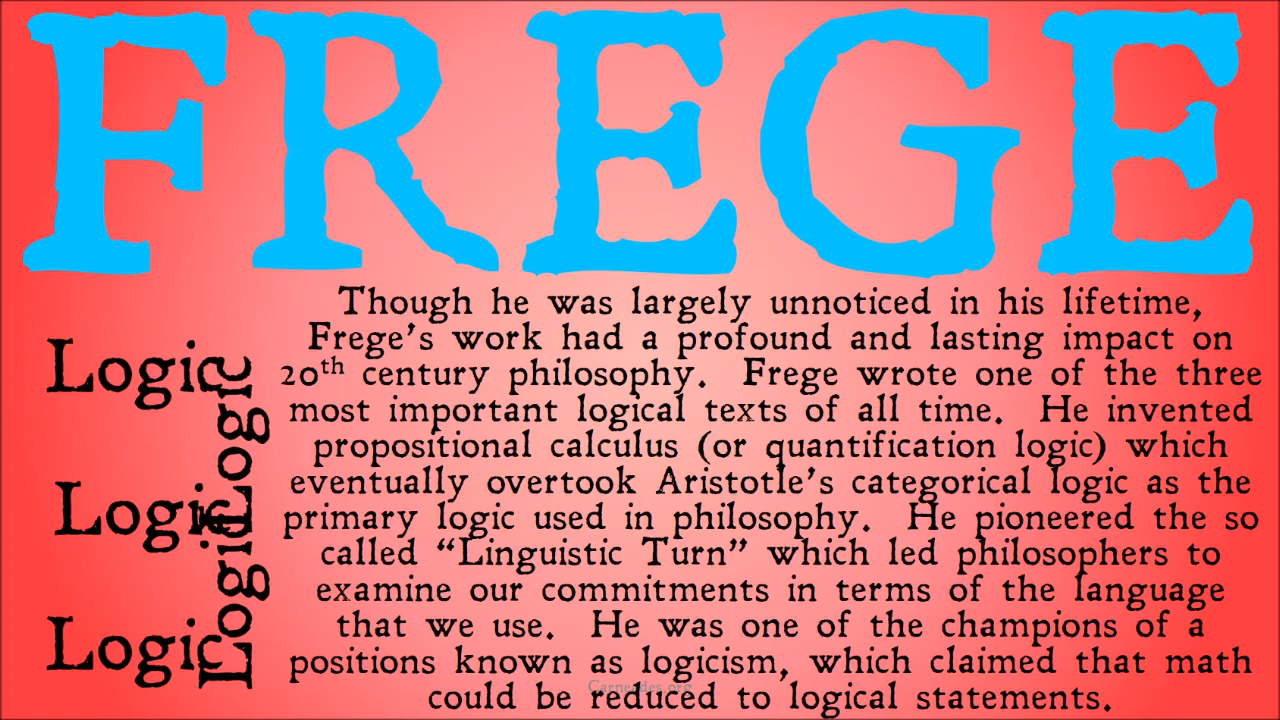 FREGE
Though he was largely unnoticed in his lifetime,
Frege's work had a profound and lasting impact on
20th century philosophy. Frege wrote one of the three
most important logical texts of all time. He invented
propositional calculus (or quantification logic) which
eventually overtook Aristotle's categorical logic as the
primary logic used in philosophy. He pioneered the so
called “Linguistic Turn” which led philosophers to
examine our commitments in terms of the language
that we use. He was one of the champions of a
positions known as logicism, which claimed that math
could be reduced to logical statements.
Logic
Logic
Logic
Logic
Logic
Carneades.org